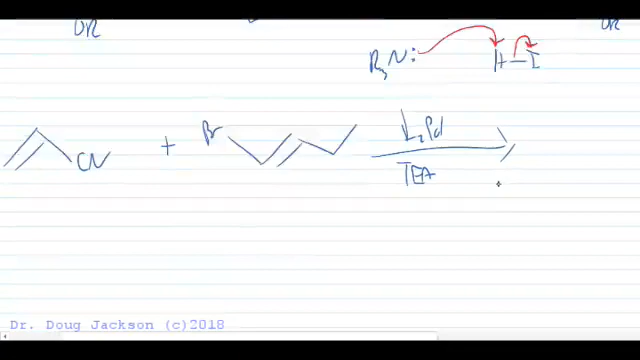 OR OR
R3N: H—I
CN + Br L2Pd
TEA
Dr. Doug Jackson (c)2018